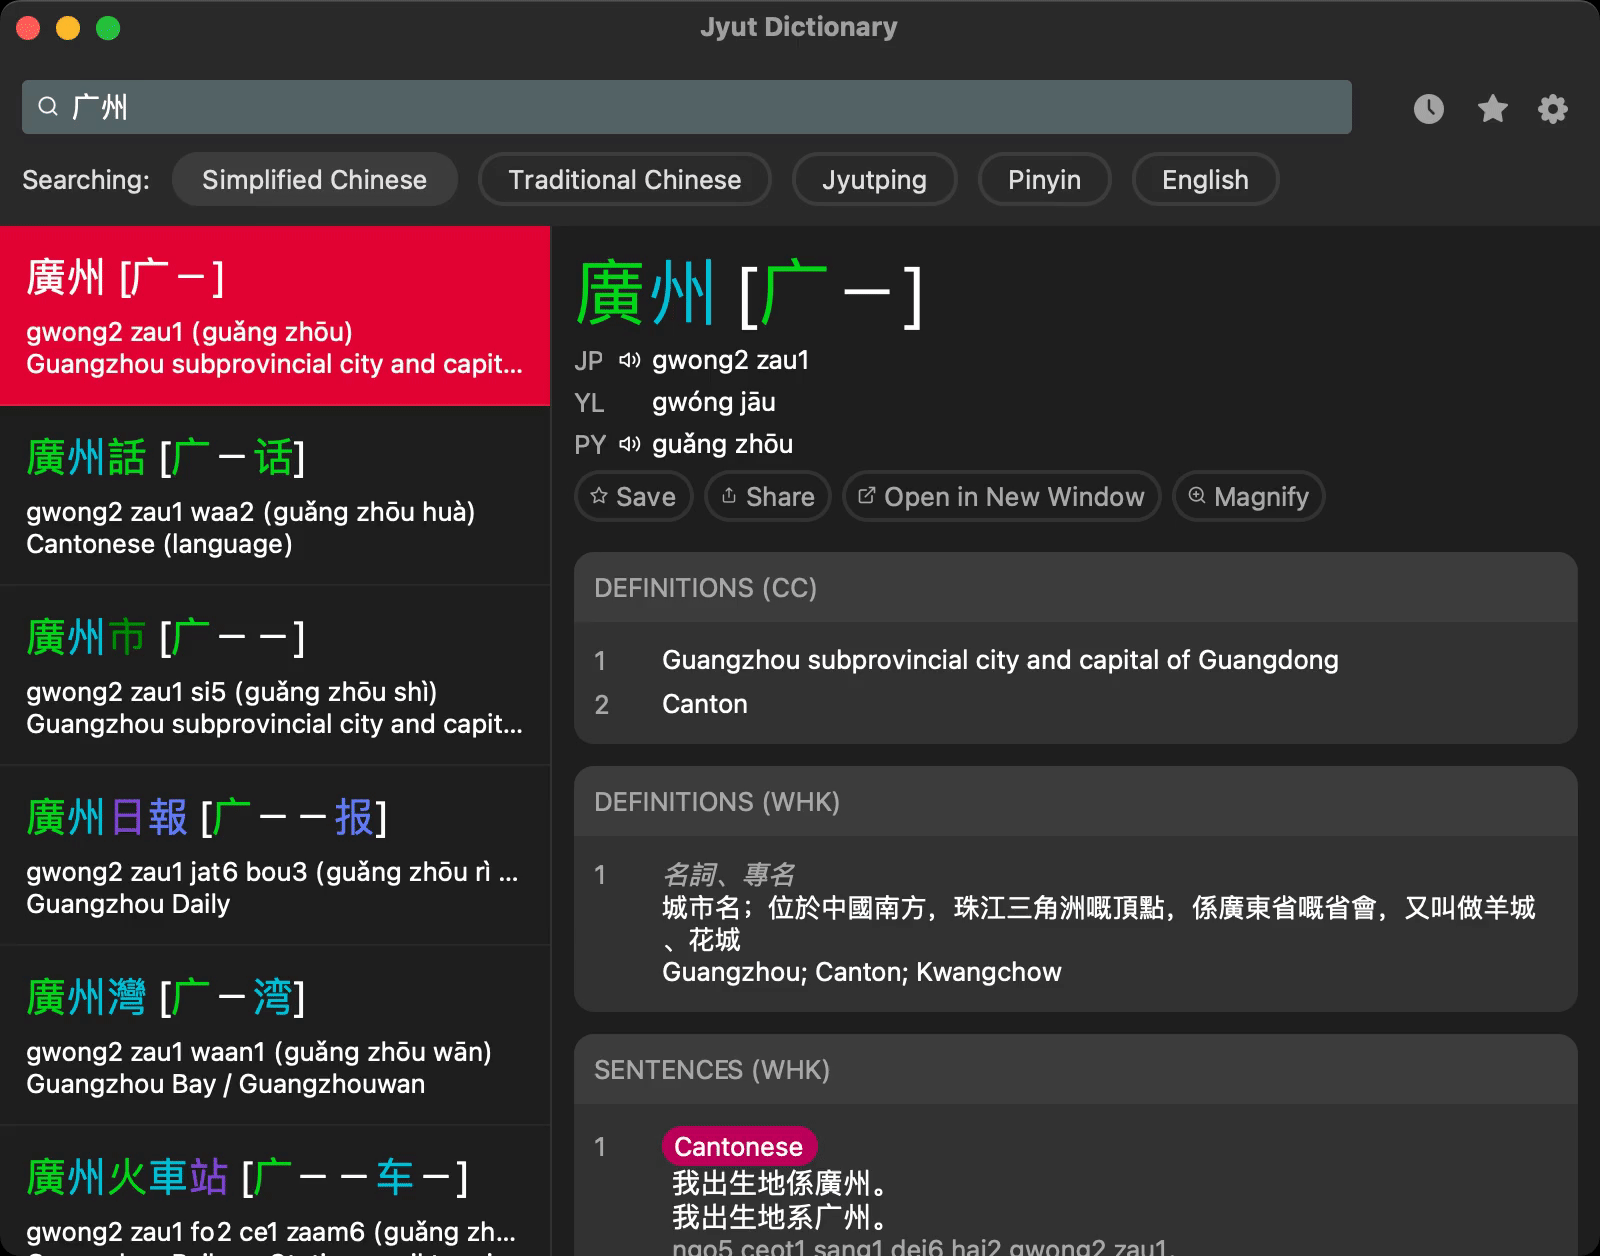 Jyut Dictionary
广州
Searching: Simplified Chinese Traditional Chinese Jyutping Pinyin English
廣州 [广－]
gwong2 zau1 (guǎng zhōu)
Guangzhou subprovincial city and capit...
廣州話 [广－话]
gwong2 zau1 waa2 (guǎng zhōu huà)
Cantonese (language)
廣州市 [广－－]
gwong2 zau1 si5 (guǎng zhōu shì)
Guangzhou subprovincial city and capit...
廣州日報 [广－－报]
gwong2 zau1 jat6 bou3 (guǎng zhōu rì ...
Guangzhou Daily
廣州灣 [广－湾]
gwong2 zau1 waan1 (guǎng zhōu wān)
Guangzhou Bay / Guangzhouwan
廣州火車站 [广－－车－]
gwong2 zau1 fo2 ce1 zaam6 (guǎng zh...
廣州 [广－]
JP gwong2 zau1
YL gwóng jāu
PY guǎng zhōu
Save Share Open in New Window Magnify
DEFINITIONS (CC)
1 Guangzhou subprovincial city and capital of Guangdong
2 Canton
DEFINITIONS (WHK)
1 名詞、專名
城市名；位於中國南方，珠江三角洲嘅頂點，係廣東省嘅省會，又叫做羊城
、花城
Guangzhou; Canton; Kwangchow
SENTENCES (WHK)
1 Cantonese
我出生地係廣州。
我出生地系广州。
ngo5 ceot1 sang1 dei6 hai2 gwong2 zau1.